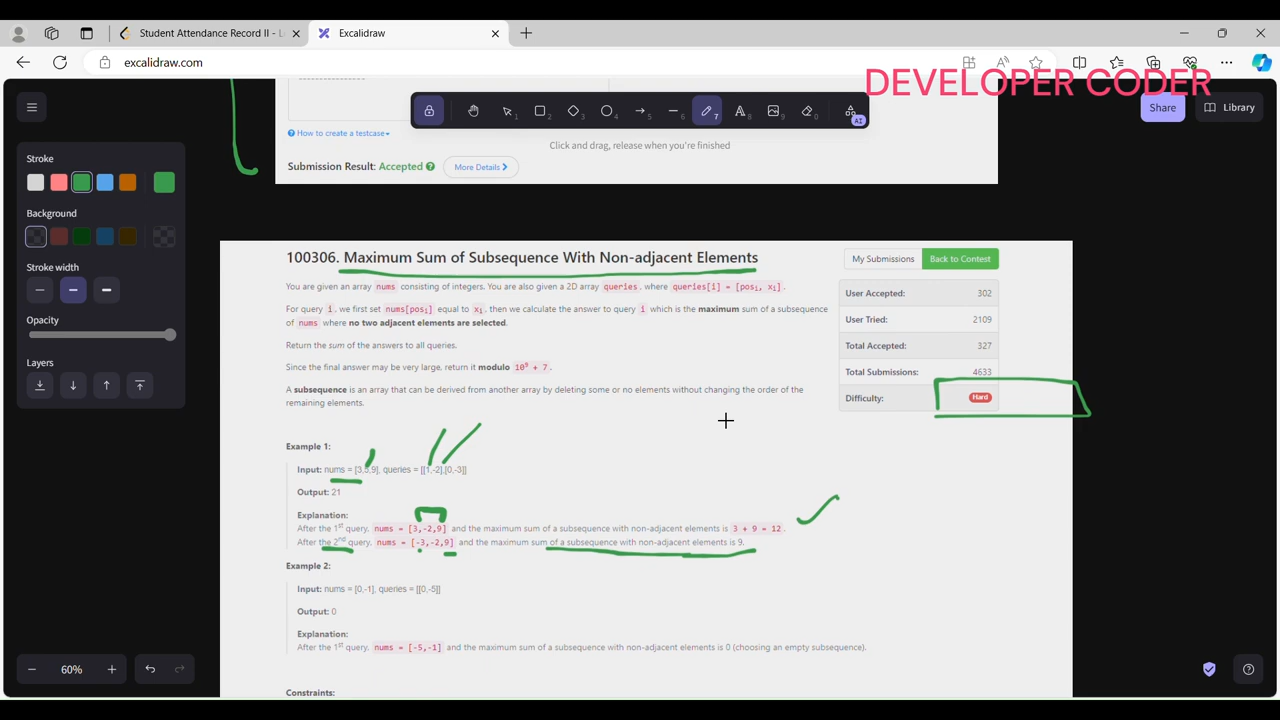 Student Attendance Record II - L
Excalidraw
excalidraw.com
DEVELOPER CODER
1
2
3
4
5
6
7
8
9
0
AI
Share
Library
How to create a testcase
Click and drag, release when you're finished
Submission Result: Accepted
More Details
Stroke
Background
Stroke width
Opacity
Layers
100306. Maximum Sum of Subsequence With Non-adjacent Elements
My Submissions
Back to Contest
You are given an array nums consisting of integers. You are also given a 2D array queries, where queries[i] = [posi, xi].
For query i, we first set nums[posi] equal to xi, then we calculate the answer to query i which is the maximum sum of a subsequence
of nums where no two adjacent elements are selected.
Return the sum of the answers to all queries.
Since the final answer may be very large, return it modulo 10⁹ + 7.
A subsequence is an array that can be derived from another array by deleting some or no elements without changing the order of the
remaining elements.
User Accepted: 302
User Tried: 2109
Total Accepted: 327
Total Submissions: 4633
Difficulty: Hard
Example 1:
Input: nums = [3,5,9], queries = [[1,-2],[0,-3]]
Output: 21
Explanation:
After the 1st query, nums = [3,-2,9] and the maximum sum of a subsequence with non-adjacent elements is 3 + 9 = 12.
After the 2nd query, nums = [-3,-2,9] and the maximum sum of a subsequence with non-adjacent elements is 9.
Example 2:
Input: nums = [0,-1], queries = [[0,-5]]
Output: 0
Explanation:
After the 1st query, nums = [-5,-1] and the maximum sum of a subsequence with non-adjacent elements is 0 (choosing an empty subsequence).
Constraints:
60%